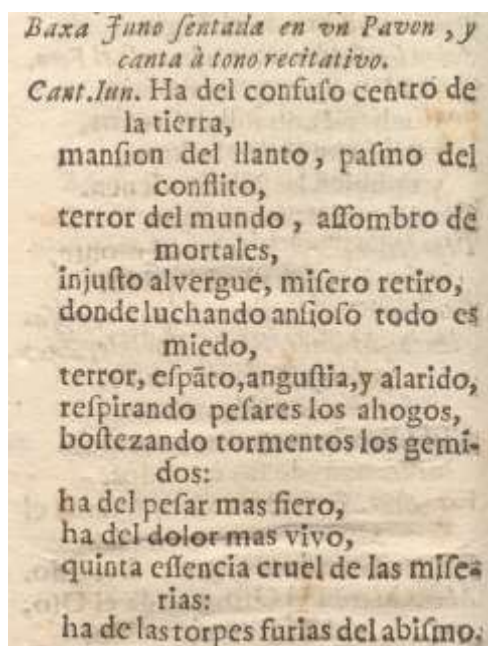 Baxa Juno ſentada en vn Pavon, y
canta à tono recitativo.
Cant.Iun. Ha del confuſo centro de
la tierra,
manſion del llanto, paſmo del
conflito,
terror del mundo, aſſombro de
mortales,
injuſto alvergue, miſero retiro,
donde luchando anſioſo todo es
miedo,
terror, eſpãto,anguſtia,y alarido,
reſpirando peſares los ahogos,
boſtezando tormentos los gemi-
dos:
ha del peſar mas fiero,
ha del dolor mas vivo,
quinta eſſencia cruel de las miſe-
rias:
ha de las torpes furias del abiſmo,